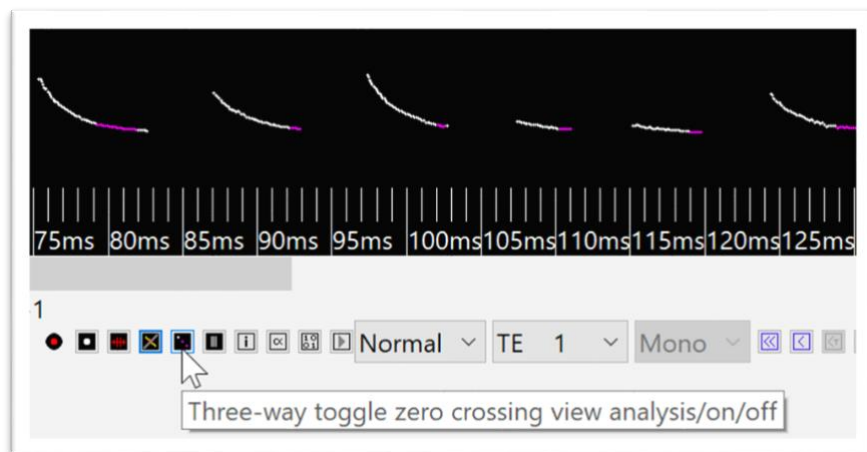 75ms 80ms 85ms 90ms 95ms 100ms 105ms 110ms 115ms 120ms 125ms
1
Normal TE 1 Mono
Three-way toggle zero crossing view analysis/on/off